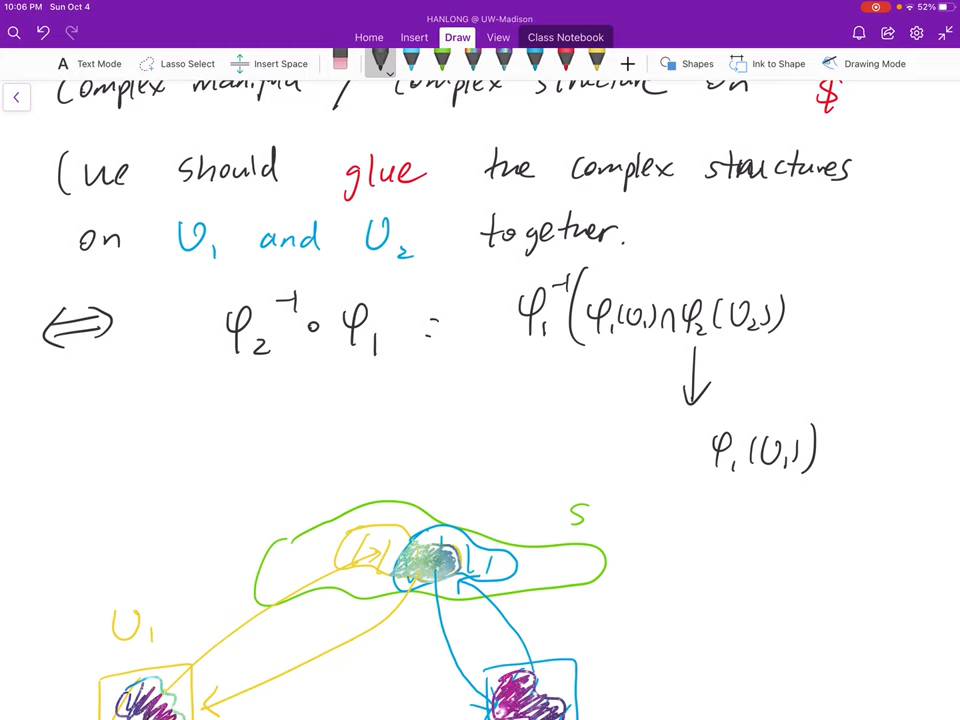 10:06 PM Sun Oct 4
52%
HANLONG @ UW-Madison
Home Insert Draw View Class Notebook
A Text Mode Lasso Select Insert Space Shapes Ink to Shape Drawing Mode
Complex manifold / complex structure on S
(we should glue the complex structures
on U₁ and U₂ together.
⟺ φ₂⁻¹ ∘ φ₁ : φ₁⁻¹(φ₁(U₁) ∩ φ₂(U₂))
↓
φ₁(U₁)
S
U₁